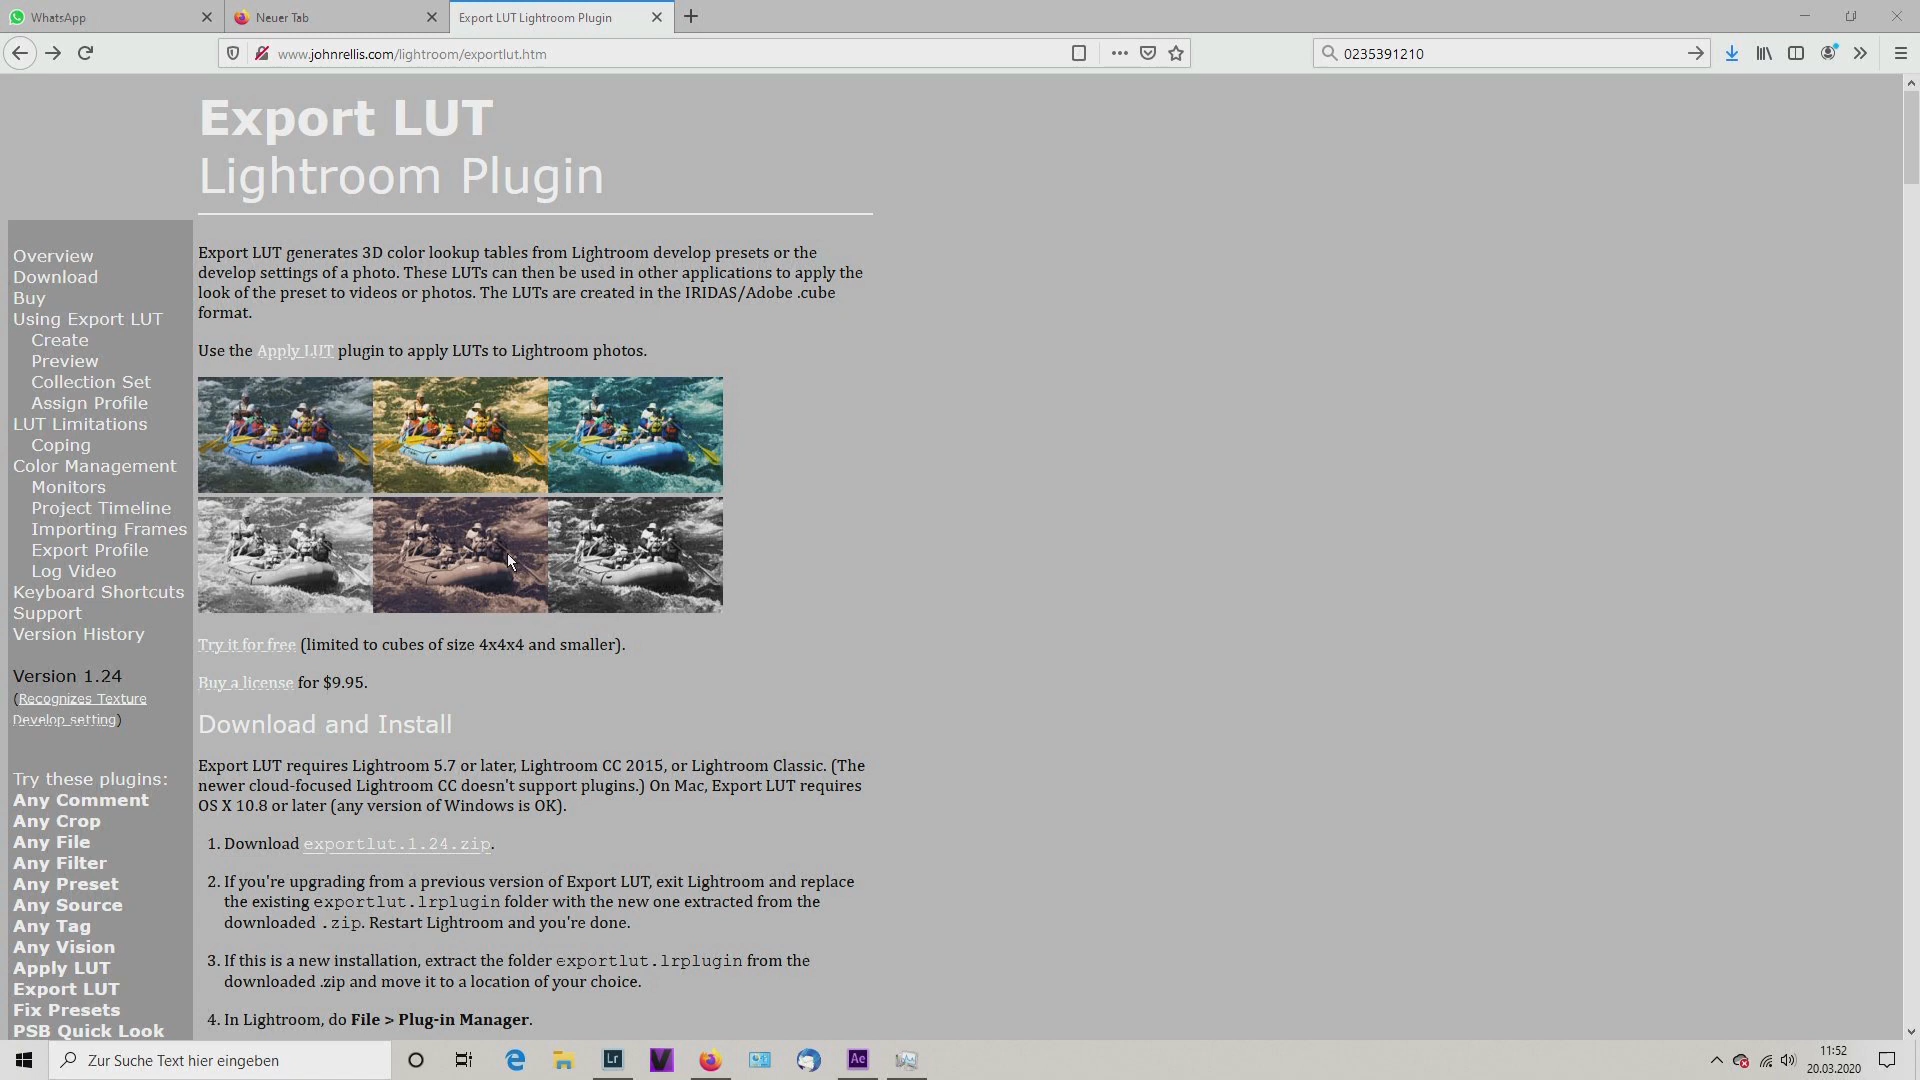 WhatsApp
Neuer Tab
Export LUT Lightroom Plugin
www.johnrellis.com/lightroom/exportlut.htm
0235391210
Export LUT
Lightroom Plugin
Overview
Download
Buy
Using Export LUT
Create
Preview
Collection Set
Assign Profile
LUT Limitations
Coping
Color Management
Monitors
Project Timeline
Importing Frames
Export Profile
Log Video
Keyboard Shortcuts
Support
Version History
Version 1.24
(Recognizes Texture
Develop setting)
Try these plugins:
Any Comment
Any Crop
Any File
Any Filter
Any Preset
Any Source
Any Tag
Any Vision
Apply LUT
Export LUT
Fix Presets
PSB Quick Look
Export LUT generates 3D color lookup tables from Lightroom develop presets or the
develop settings of a photo. These LUTs can then be used in other applications to apply the
look of the preset to videos or photos. The LUTs are created in the IRIDAS/Adobe .cube
format.
Use the Apply LUT plugin to apply LUTs to Lightroom photos.
Try it for free (limited to cubes of size 4x4x4 and smaller).
Buy a license for $9.95.
Download and Install
Export LUT requires Lightroom 5.7 or later, Lightroom CC 2015, or Lightroom Classic. (The
newer cloud-focused Lightroom CC doesn't support plugins.) On Mac, Export LUT requires
OS X 10.8 or later (any version of Windows is OK).
1. Download exportlut.1.24.zip.
2. If you're upgrading from a previous version of Export LUT, exit Lightroom and replace
the existing exportlut.lrplugin folder with the new one extracted from the
downloaded .zip. Restart Lightroom and you're done.
3. If this is a new installation, extract the folder exportlut.lrplugin from the
downloaded .zip and move it to a location of your choice.
4. In Lightroom, do File > Plug-in Manager.
Zur Suche Text hier eingeben
Lr
Ae
11:52
20.03.2020